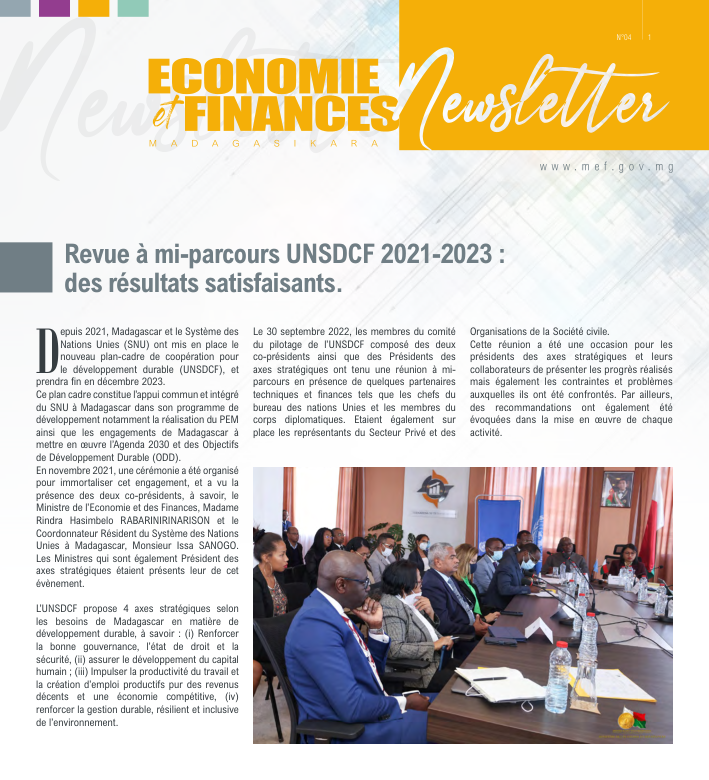 N°04 1
ECONOMIE
et FINANCES
MADAGASIKARA
Newsletter
www.mef.gov.mg
Revue à mi-parcours UNSDCF 2021-2023 :
des résultats satisfaisants.
Depuis 2021, Madagascar et le Système des
Nations Unies (SNU) ont mis en place le
nouveau plan-cadre de coopération pour
le développement durable (UNSDCF), et
prendra fin en décembre 2023.
Ce plan cadre constitue l'appui commun et intégré
du SNU à Madagascar dans son programme de
développement notamment la réalisation du PEM
ainsi que les engagements de Madagascar à
mettre en œuvre l'Agenda 2030 et des Objectifs
de Développement Durable (ODD).
En novembre 2021, une cérémonie a été organisé
pour immortaliser cet engagement, et a vu la
présence des deux co-présidents, à savoir, le
Ministre de l'Economie et des Finances, Madame
Rindra Hasimbelo RABARINIRINARISON et le
Coordonnateur Résident du Système des Nations
Unies à Madagascar, Monsieur Issa SANOGO.
Les Ministres qui sont également Président des
axes stratégiques étaient présents leur de cet
évènement.
L'UNSDCF propose 4 axes stratégiques selon
les besoins de Madagascar en matière de
développement durable, à savoir : (i) Renforcer
la bonne gouvernance, l'état de droit et la
sécurité, (ii) assurer le développement du capital
humain ; (iii) Impulser la productivité du travail et
la création d'emploi productifs pur des revenus
décents et une économie compétitive, (iv)
renforcer la gestion durable, résilient et inclusive
de l'environnement.
Le 30 septembre 2022, les membres du comité
du pilotage de l'UNSDCF composé des deux
co-présidents ainsi que des Présidents des
axes stratégiques ont tenu une réunion à mi-
parcours en présence de quelques partenaires
techniques et finances tels que les chefs du
bureau des nations Unies et les membres du
corps diplomatiques. Etaient également sur
place les représentants du Secteur Privé et des
Organisations de la Société civile.
Cette réunion a été une occasion pour les
présidents des axes stratégiques et leurs
collaborateurs de présenter les progrès réalisés
mais également les contraintes et problèmes
auxquelles ils ont été confrontés. Par ailleurs,
des recommandations ont également été
évoquées dans la mise en œuvre de chaque
activité.